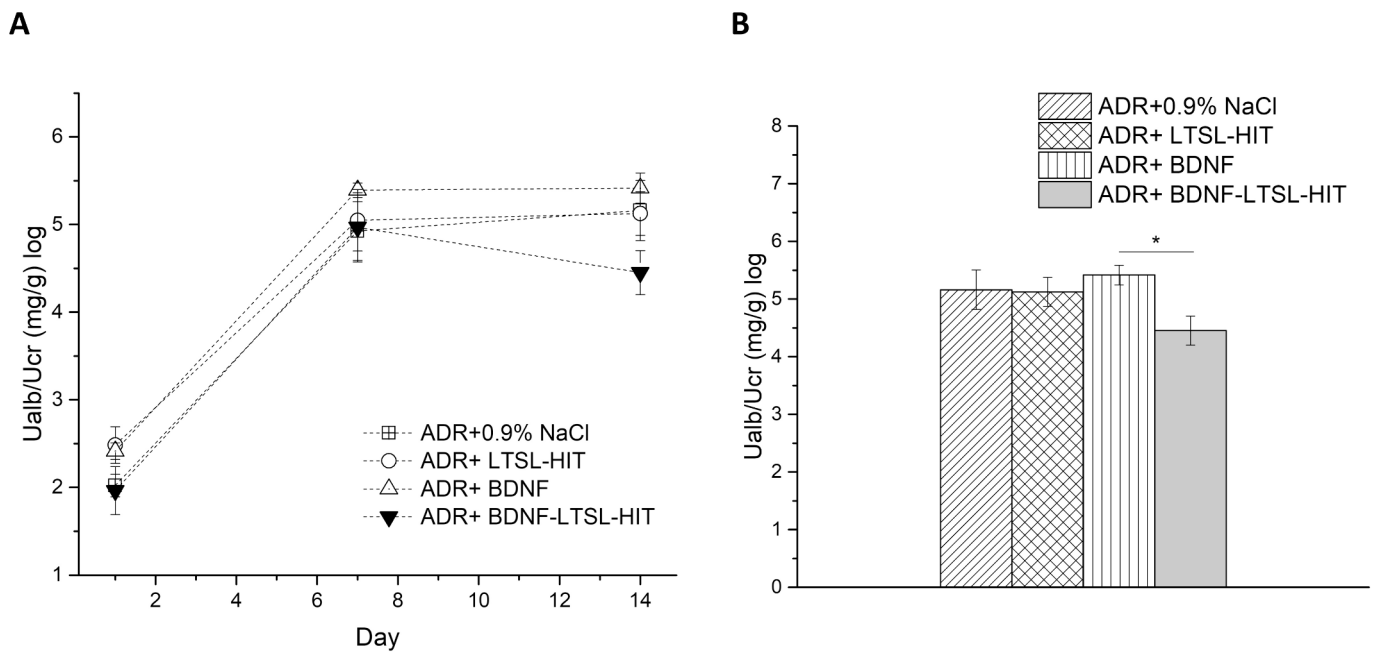 A
Ualb/Ucr (mg/g) log
6
5
4
3
2
1
2
4
6
8
10
12
14
Day
ADR+0.9% NaCl
ADR+ LTSL-HIT
ADR+ BDNF
ADR+ BDNF-LTSL-HIT
B
Ualb/Ucr (mg/g) log
8
7
6
5
4
3
2
1
0
ADR+0.9% NaCl
ADR+ LTSL-HIT
ADR+ BDNF
ADR+ BDNF-LTSL-HIT
*